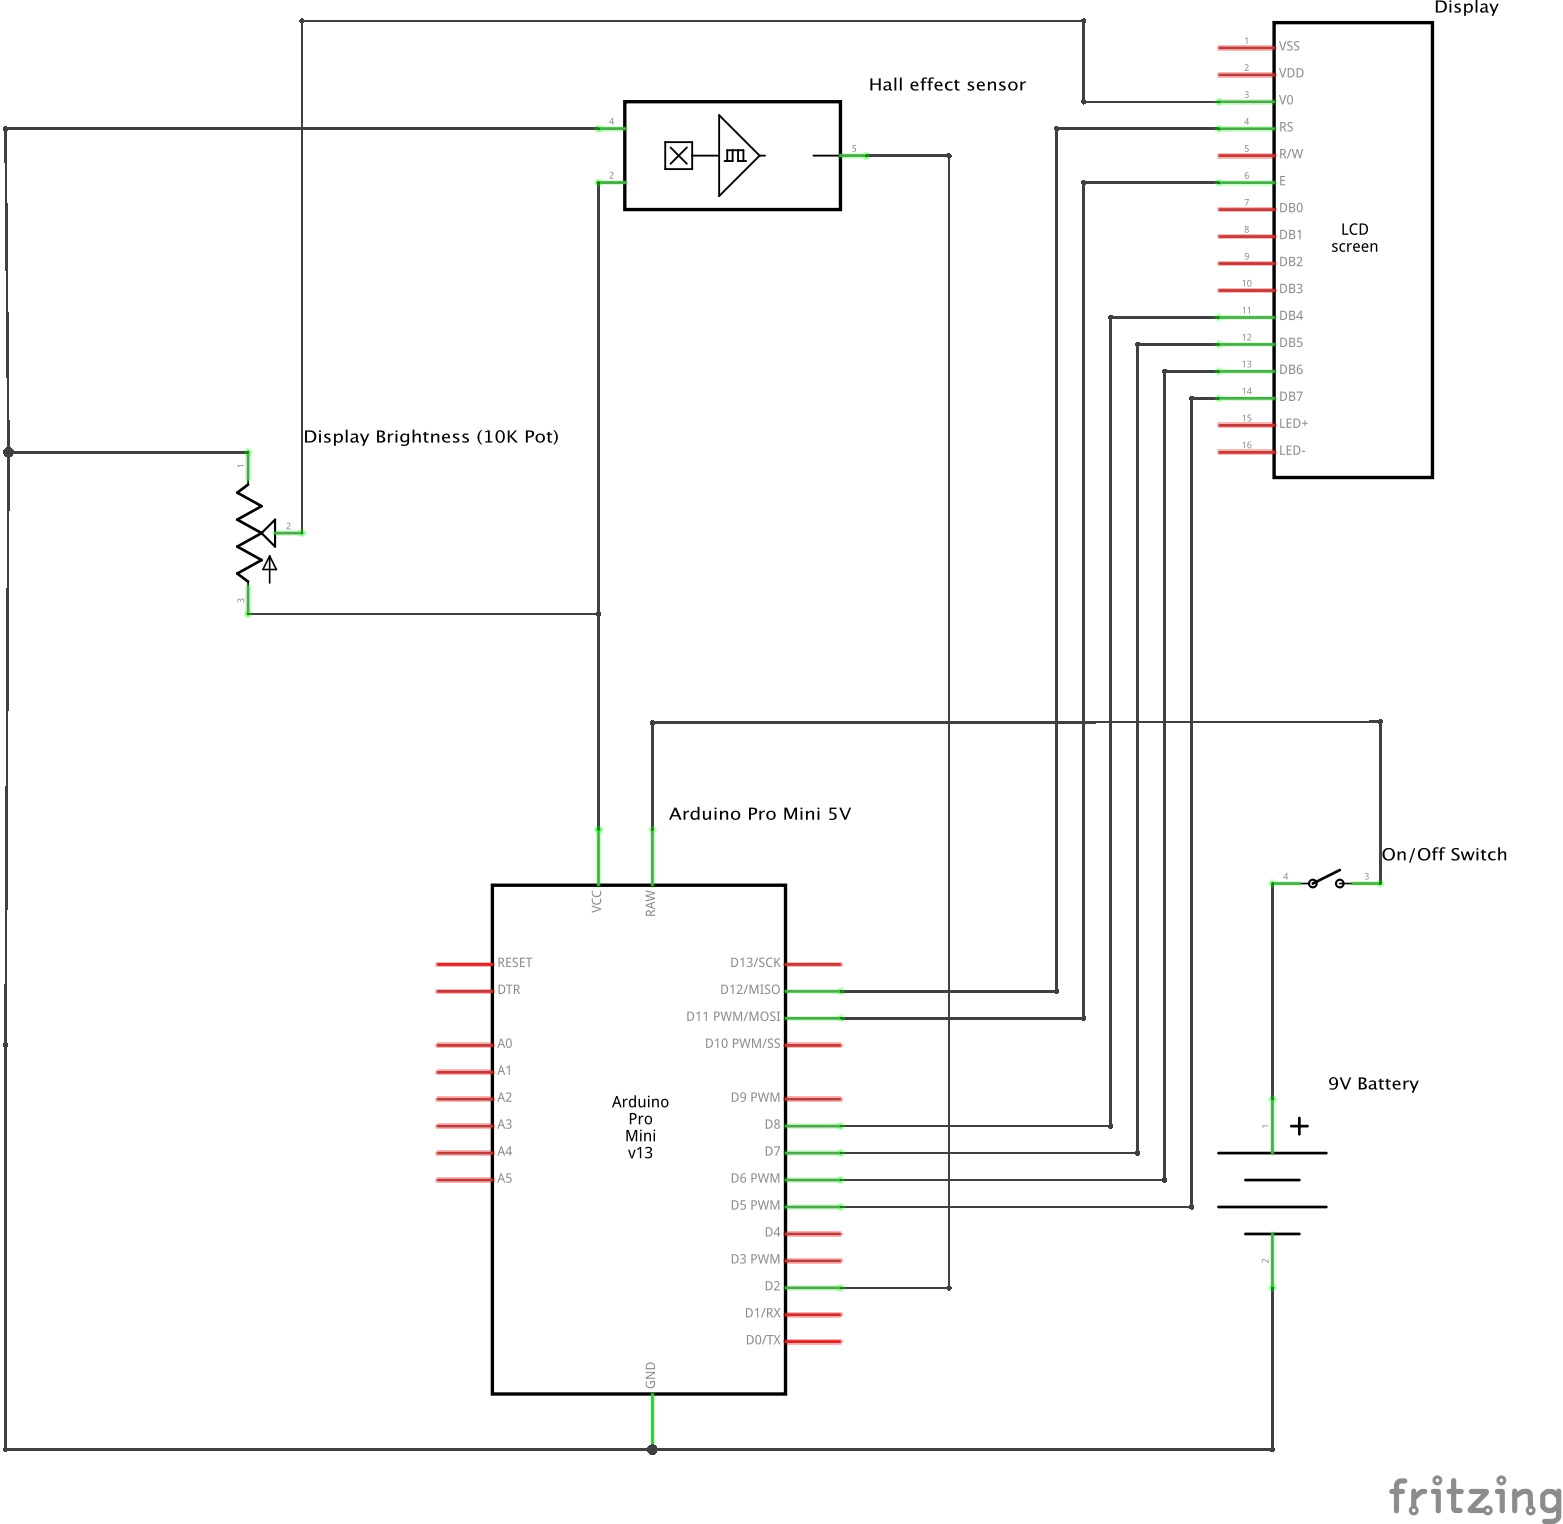 Display
1 VSS
2 VDD
3 V0
4 RS
5 R/W
6 E
7 DB0
8 DB1
9 DB2
10 DB3
11 DB4
12 DB5
13 DB6
14 DB7
15 LED+
16 LED-
LCD
screen
Hall effect sensor
4
2
5
Display Brightness (10K Pot)
1
2
3
Arduino Pro Mini 5V
VCC
RAW
RESET
DTR
A0
A1
A2
A3
A4
A5
Arduino
Pro
Mini
v13
D13/SCK
D12/MISO
D11 PWM/MOSI
D10 PWM/SS
D9 PWM
D8
D7
D6 PWM
D5 PWM
D4
D3 PWM
D2
D1/RX
D0/TX
GND
On/Off Switch
4
3
9V Battery
1
+
2
fritzing